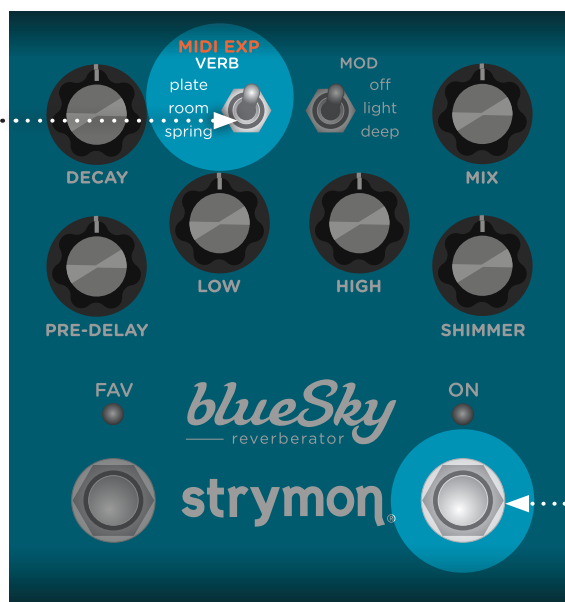 MIDI EXP
VERB
plate
room
spring
MOD
off
light
deep
DECAY
MIX
LOW
HIGH
PRE-DELAY
SHIMMER
FAV
ON
blueSky
reverberator
strymon®